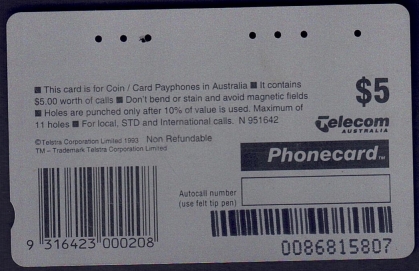 ■ This card is for Coin / Card Payphones in Australia ■ It contains
$5.00 worth of calls ■ Don't bend or stain and avoid magnetic fields
■ Holes are punched only after 10% of value is used. Maximum of
11 holes ■ For local, STD and International calls. N 951642
$5
Telecom
AUSTRALIA
©Telstra Corporation Limited 1993 Non Refundable
TM – Trademark Telstra Corporation Limited
Phonecard™
Autocall number
(use felt tip pen)
9 316423 000208
0086815807